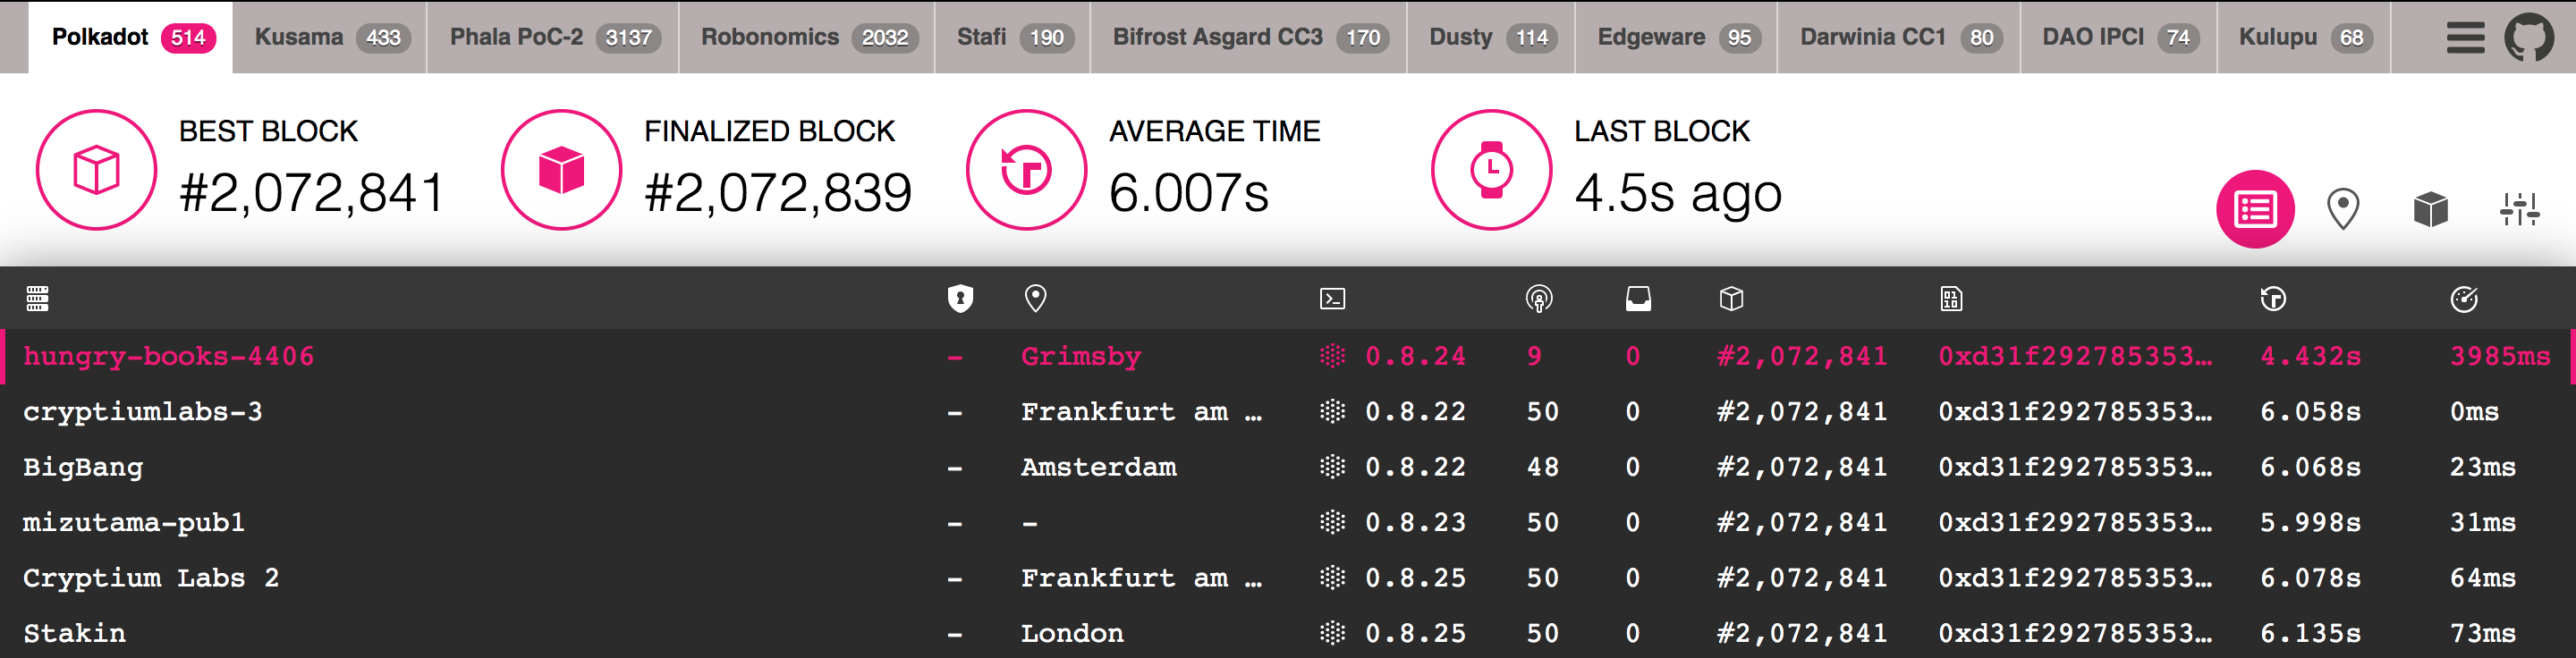 Polkadot 514 Kusama 433 Phala PoC-2 3137 Robonomics 2032 Stafi 190 Bifrost Asgard CC3 170 Dusty 114 Edgeware 95 Darwinia CC1 80 DAO IPCI 74 Kulupu 68
BEST BLOCK FINALIZED BLOCK AVERAGE TIME LAST BLOCK
#2,072,841 #2,072,839 6.007s 4.5s ago
hungry-books-4406 – Grimsby 0.8.24 9 0 #2,072,841 0xd31f292785353… 4.432s 3985ms
cryptiumlabs-3 – Frankfurt am … 0.8.22 50 0 #2,072,841 0xd31f292785353… 6.058s 0ms
BigBang – Amsterdam 0.8.22 48 0 #2,072,841 0xd31f292785353… 6.068s 23ms
mizutama-pub1 – – 0.8.23 50 0 #2,072,841 0xd31f292785353… 5.998s 31ms
Cryptium Labs 2 – Frankfurt am … 0.8.25 50 0 #2,072,841 0xd31f292785353… 6.078s 64ms
Stakin – London 0.8.25 50 0 #2,072,841 0xd31f292785353… 6.135s 73ms